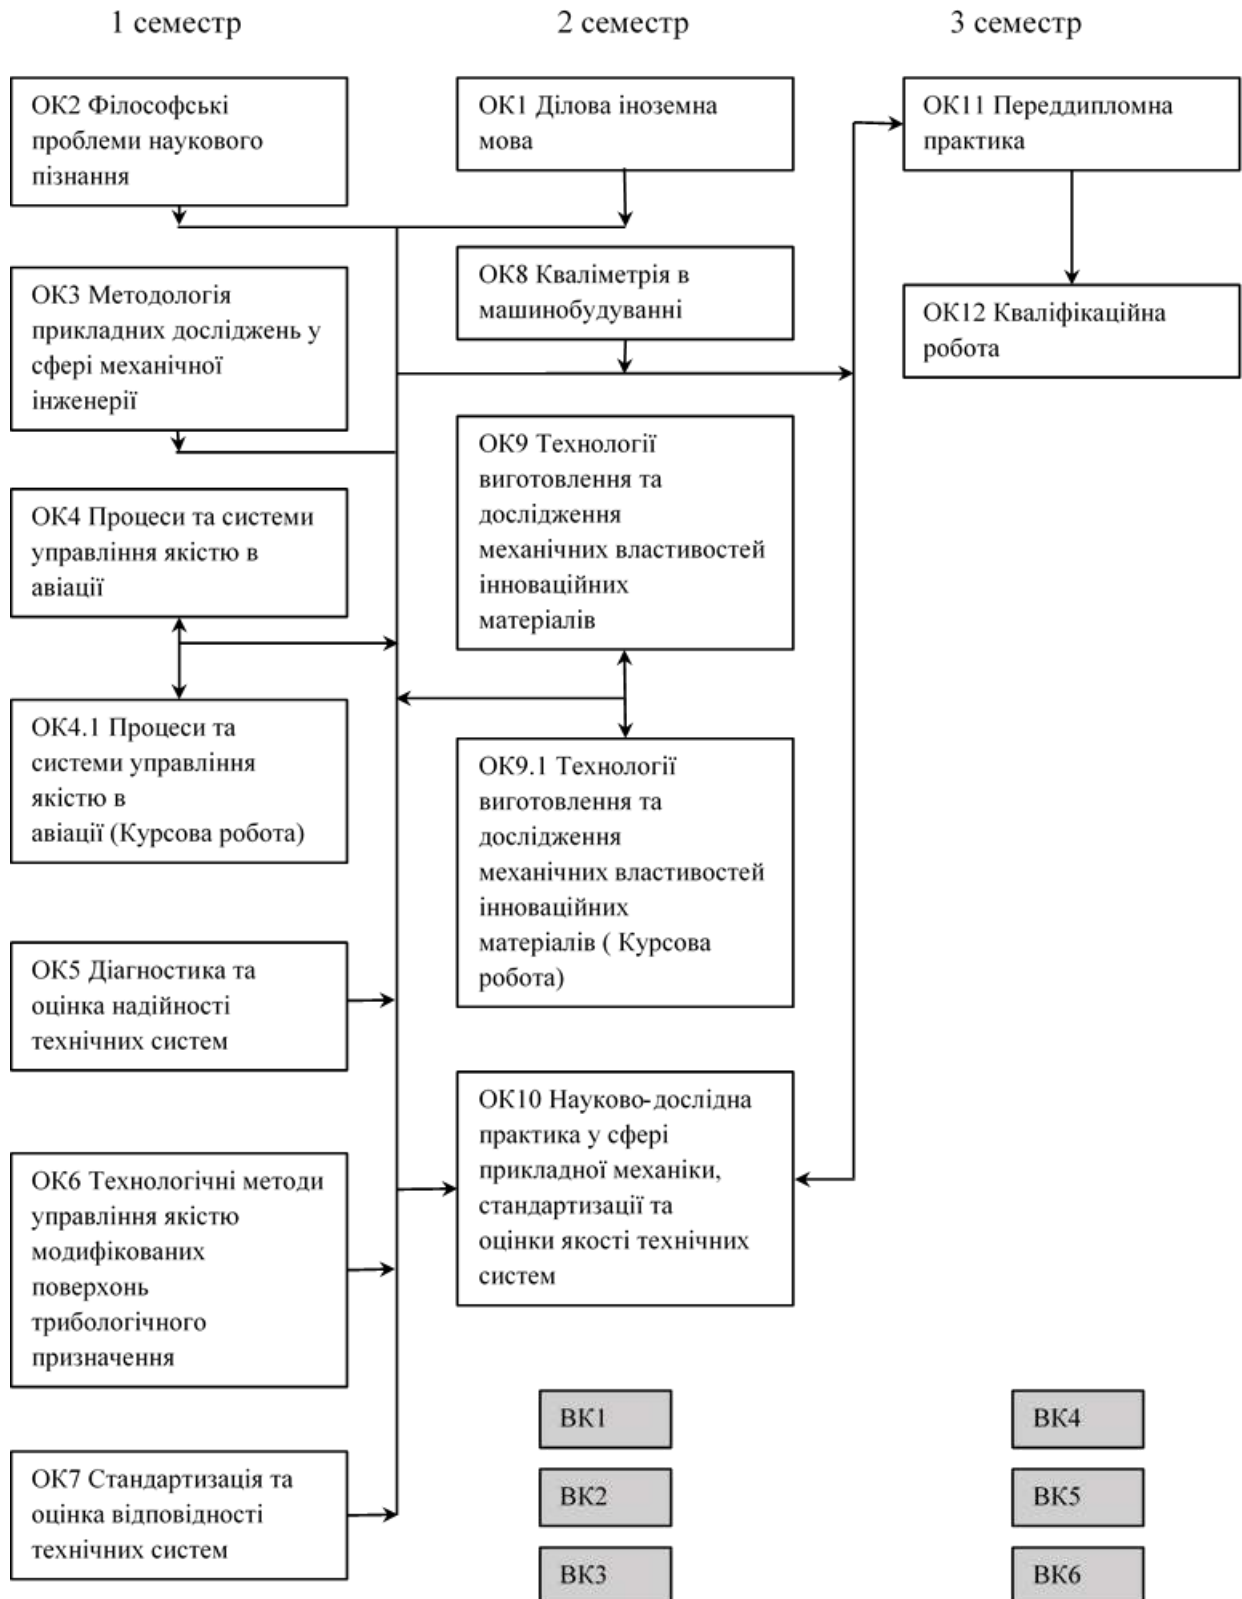 1 семестр
2 семестр
3 семестр
ОК2 Філософські
проблеми наукового
пізнання
ОК3 Методологія
прикладних досліджень у
сфері механічної
інженерії
ОК4 Процеси та системи
управління якістю в
авіації
ОК4.1 Процеси та
системи управління
якістю в
авіації (Курсова робота)
ОК5 Діагностика та
оцінка надійності
технічних систем
ОК6 Технологічні методи
управління якістю
модифікованих
поверхонь
трибологічного
призначення
ОК7 Стандартизація та
оцінка відповідності
технічних систем
ОК1 Ділова іноземна
мова
ОК8 Кваліметрія в
машинобудуванні
ОК9 Технології
виготовлення та
дослідження
механічних властивостей
інноваційних
матеріалів
ОК9.1 Технології
виготовлення та
дослідження
механічних властивостей
інноваційних
матеріалів ( Курсова
робота)
ОК10 Науково-дослідна
практика у сфері
прикладної механіки,
стандартизації та
оцінки якості технічних
систем
ВК1
ВК2
ВК3
ОК11 Переддипломна
практика
ОК12 Кваліфікаційна
робота
ВК4
ВК5
ВК6